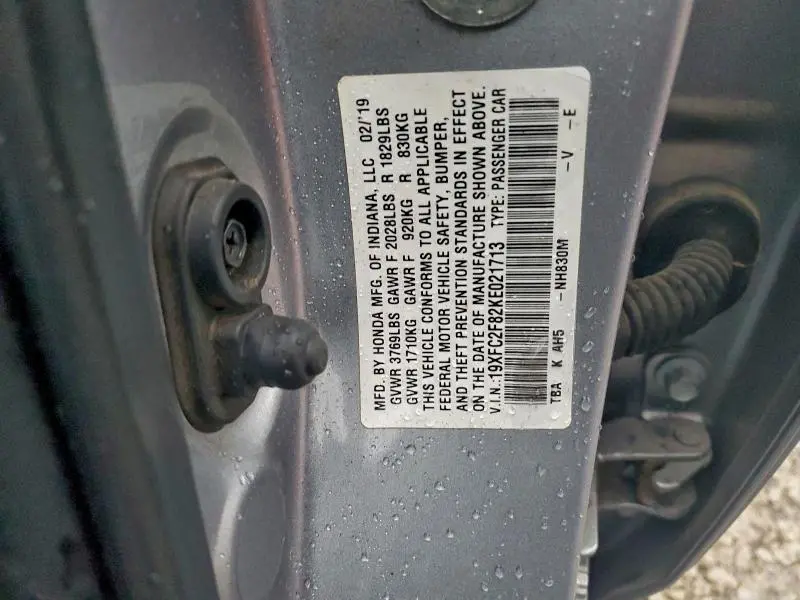 MFD. BY HONDA MFG. OF INDIANA, LLC 02/'19
GVWR 3769LBS GAWR F 2028LBS R 1829LBS
GVWR 1710KG GAWR F 920KG R 830KG
THIS VEHICLE CONFORMS TO ALL APPLICABLE
FEDERAL MOTOR VEHICLE SAFETY, BUMPER,
AND THEFT PREVENTION STANDARDS IN EFFECT
ON THE DATE OF MANUFACTURE SHOWN ABOVE.
V.I.N.:19XFC2F82KE021713 TYPE: PASSENGER CAR
TBA K AH5 -NH830M -V -E